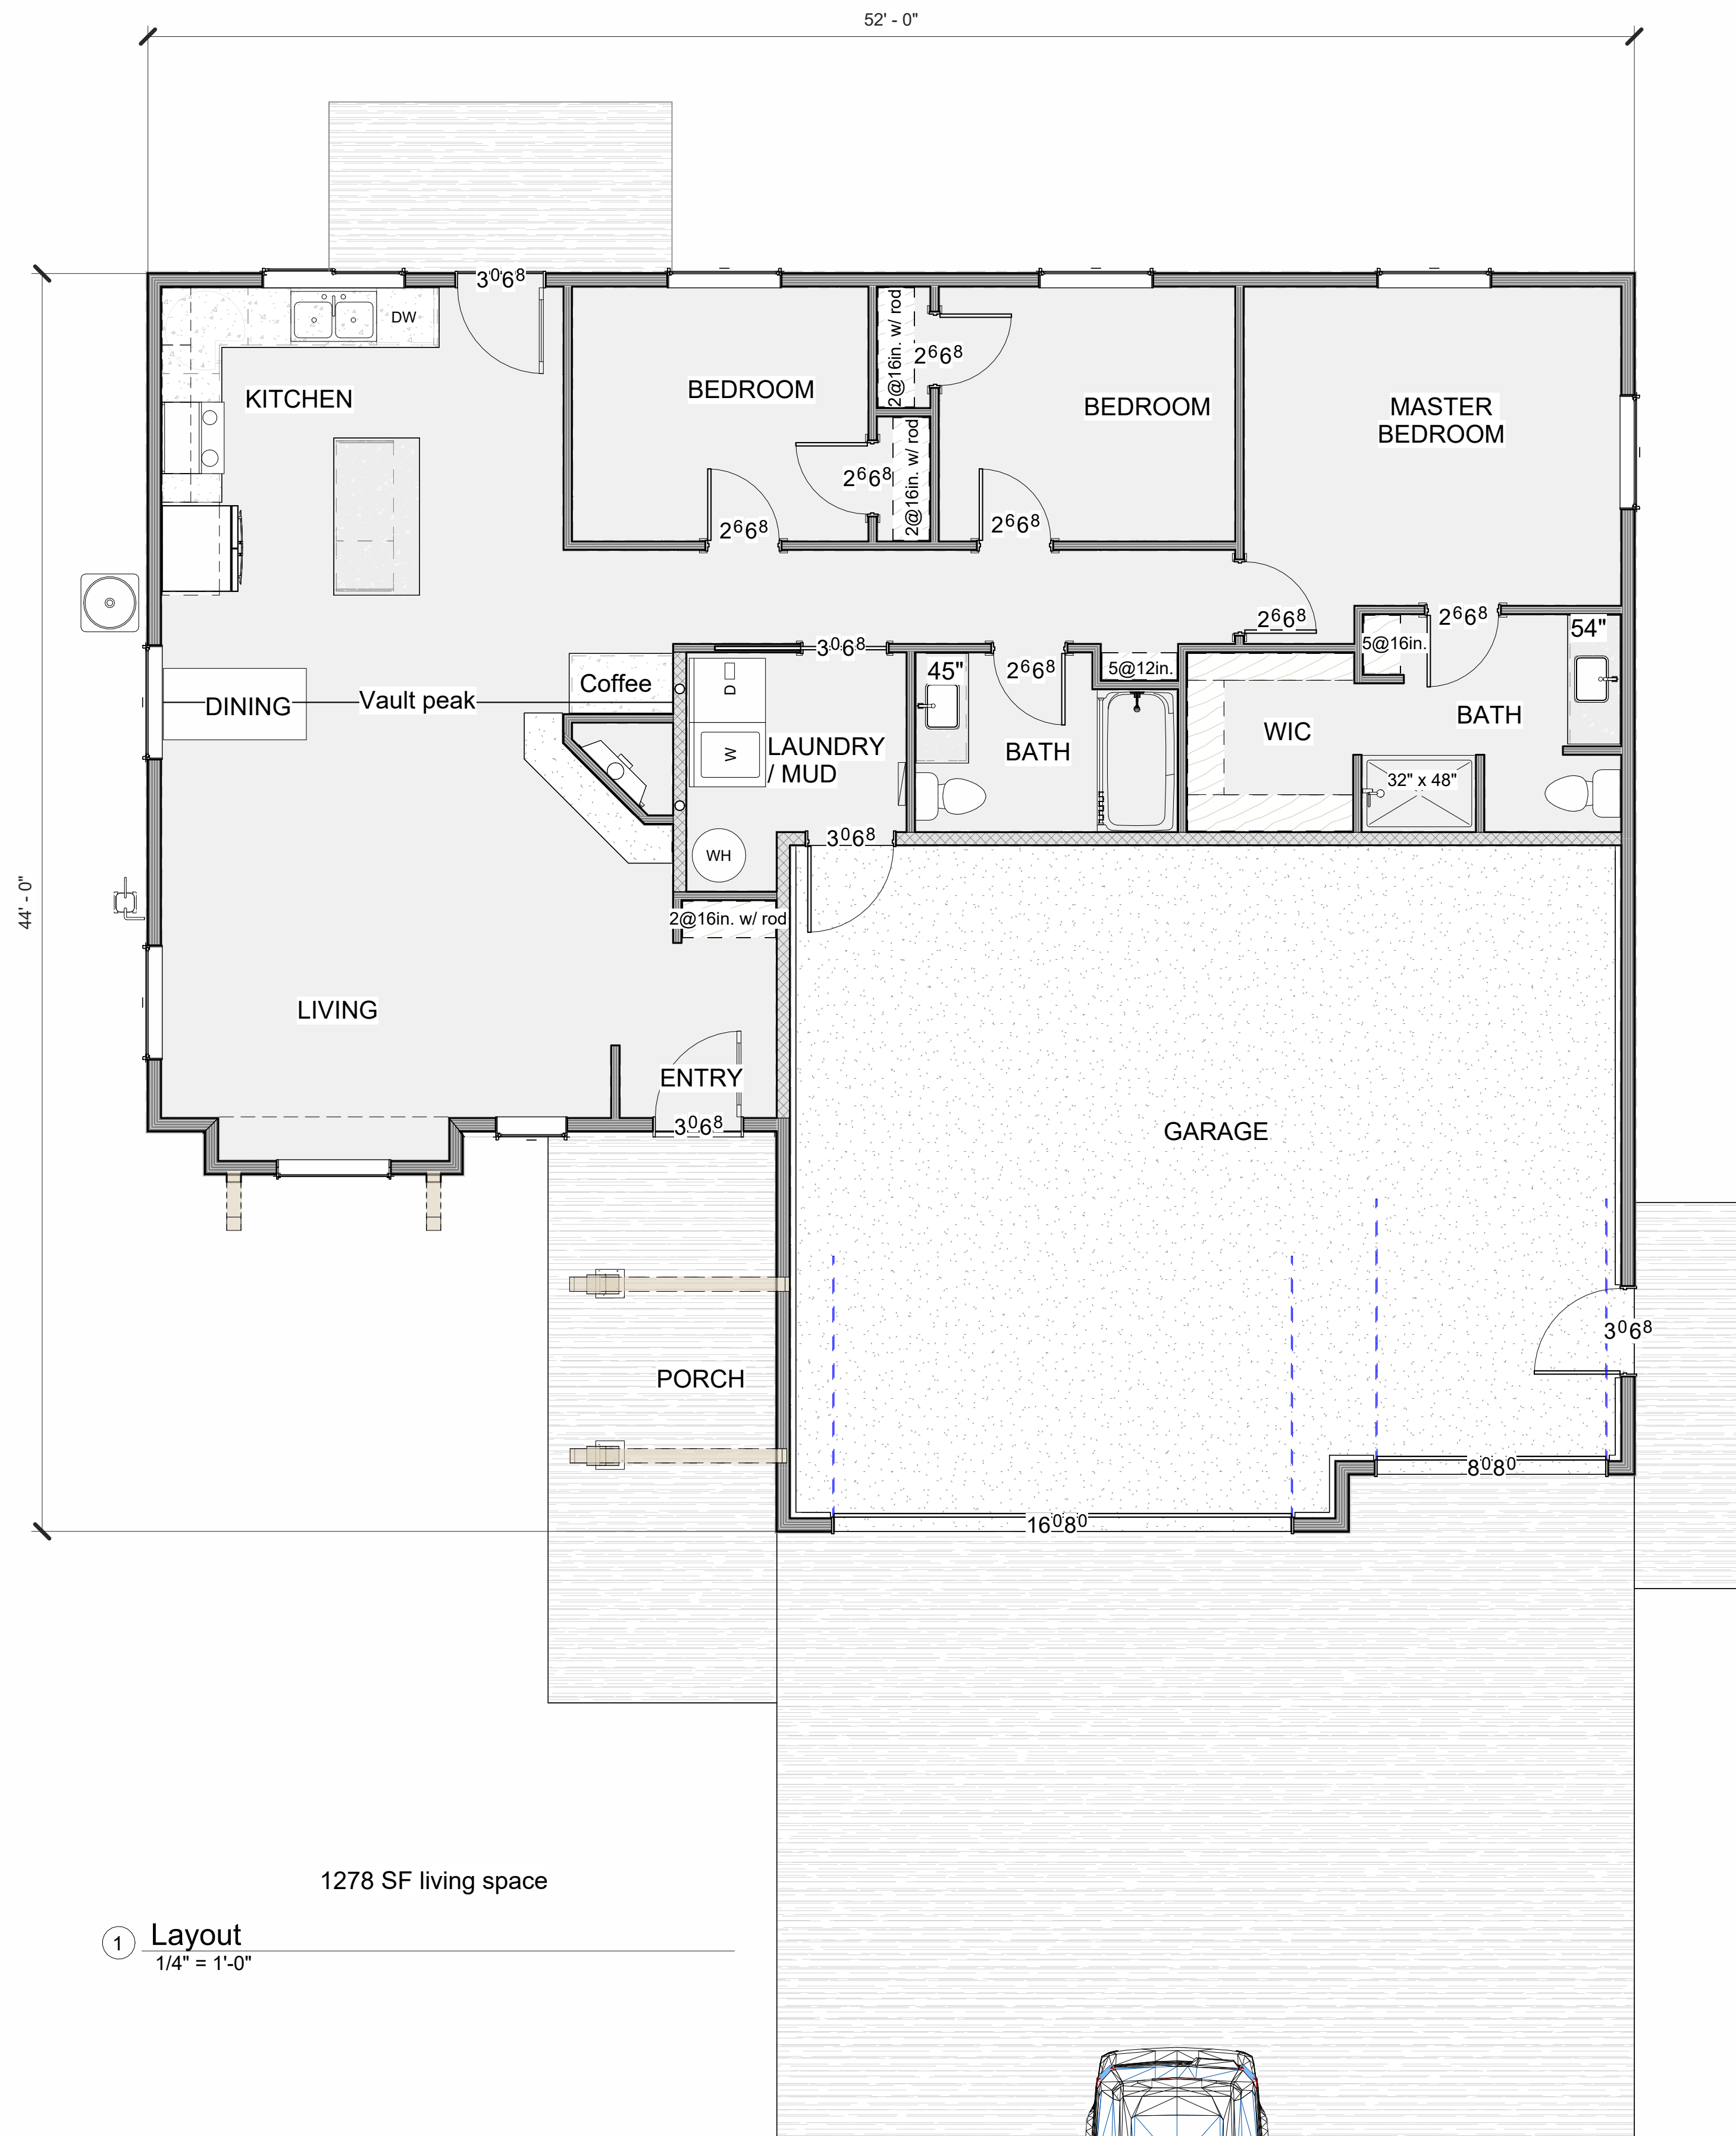 52' - 0"
3⁰6⁸
DW
2@16in. w/ rod
2⁶6⁸
KITCHEN
BEDROOM
BEDROOM
MASTER
BEDROOM
2@16in. w/ rod
2⁶6⁸
2⁶6⁸
2⁶6⁸
2⁶6⁸
2⁶6⁸
54"
5@16in.
3⁰6⁸
2⁶6⁸
5@12in.
45"
Coffee
D
DINING
Vault peak
BATH
WIC
LAUNDRY
/ MUD
W
BATH
32" x 48"
3⁰6⁸
WH
44' - 0"
2@16in. w/ rod
LIVING
ENTRY
3⁰6⁸
GARAGE
3⁰6⁸
PORCH
8⁰8⁰
16⁰8⁰
1278 SF living space
1
Layout
1/4" = 1'-0"